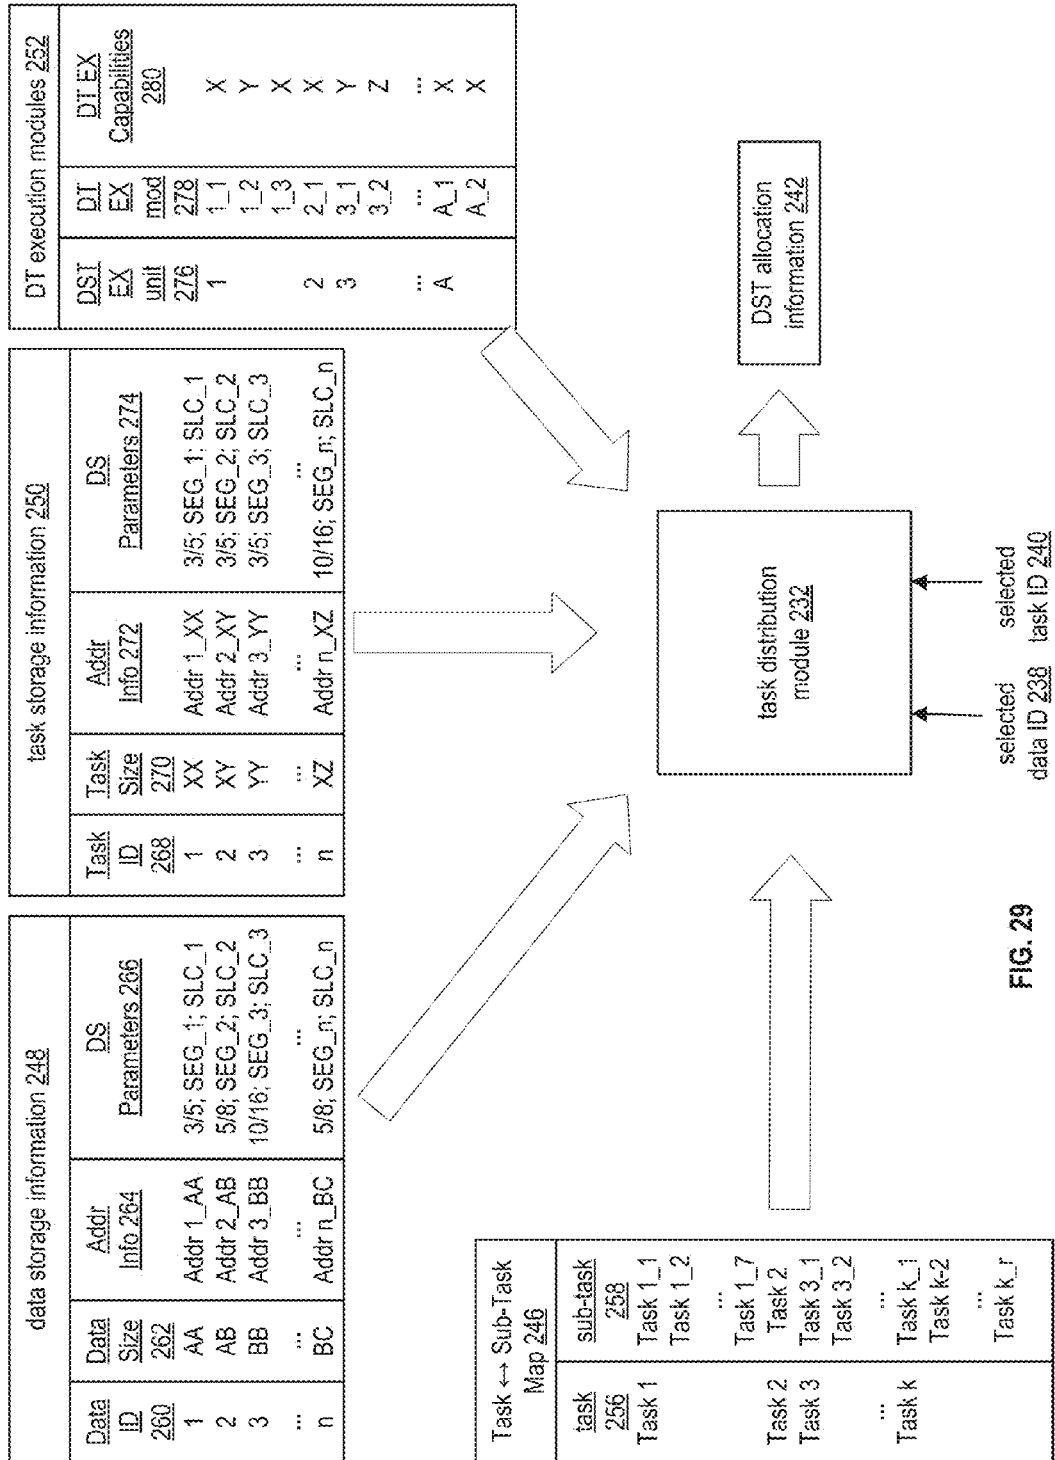 data storage information 248
Data ID 260 Data Size 262 Addr Info 264 DS Parameters 266
1 AA Addr 1_AA 3/5; SEG_1; SLC_1
2 AB Addr 2_AB 5/8; SEG_2; SLC_2
3 BB Addr 3_BB 10/16; SEG_3; SLC_3
... ... ... ...
n BC Addr n_BC 5/8; SEG_n; SLC_n
task storage information 250
Task ID 268 Task Size 270 Addr Info 272 DS Parameters 274
1 XX Addr 1_XX 3/5; SEG_1; SLC_1
2 XY Addr 2_XY 3/5; SEG_2; SLC_2
3 YY Addr 3_YY 3/5; SEG_3; SLC_3
... ... ... ...
n XZ Addr n_XZ 10/16; SEG_n; SLC_n
DT execution modules 252
DST EX unit 276 DT EX mod 278 DT EX Capabilities 280
1 1_1 X
1_2 Y
1_3 X
2 2_1 X
3 3_1 Y
3_2 Z
... ... ...
A A_1 X
A_2 X
Task ↔ Sub-Task
Map 246
task 256 sub-task 258
Task 1 Task 1_1
Task 1_2
...
Task 1_7
Task 2 Task 2
Task 3 Task 3_1
Task 3_2
... ...
Task k Task k_1
Task k-2
...
Task k_r
task distribution
module 232
DST allocation
information 242
selected
data ID 238
selected
task ID 240
FIG. 29